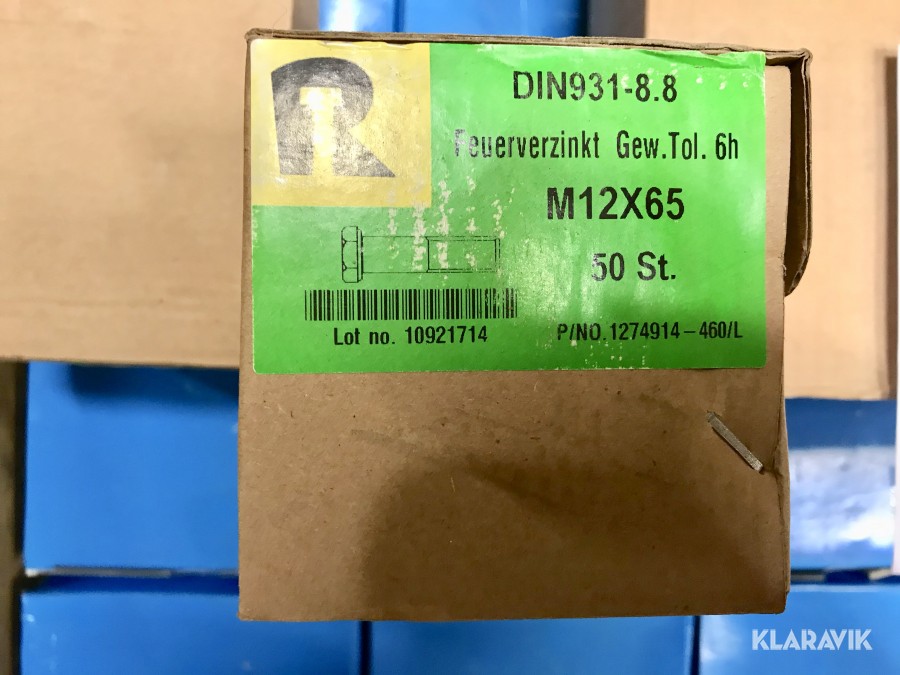 R
DIN931-8.8
Feuerverzinkt Gew.Tol. 6h
M12X65
50 St.
Lot no. 10921714
P/NO.1274914-460/L
KLARAVIK